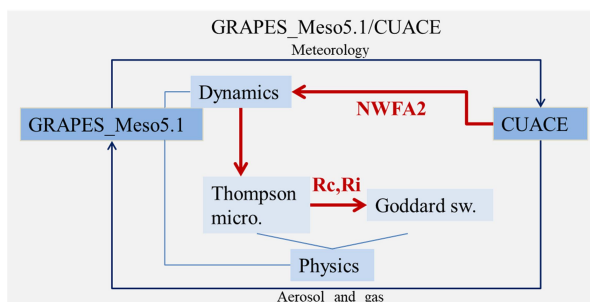 GRAPES_Meso5.1/CUACE
Meteorology
Dynamics
NWFA2
GRAPES_Meso5.1
CUACE
Thompson
micro.
Rc,Ri
Goddard sw.
Physics
Aerosol and gas